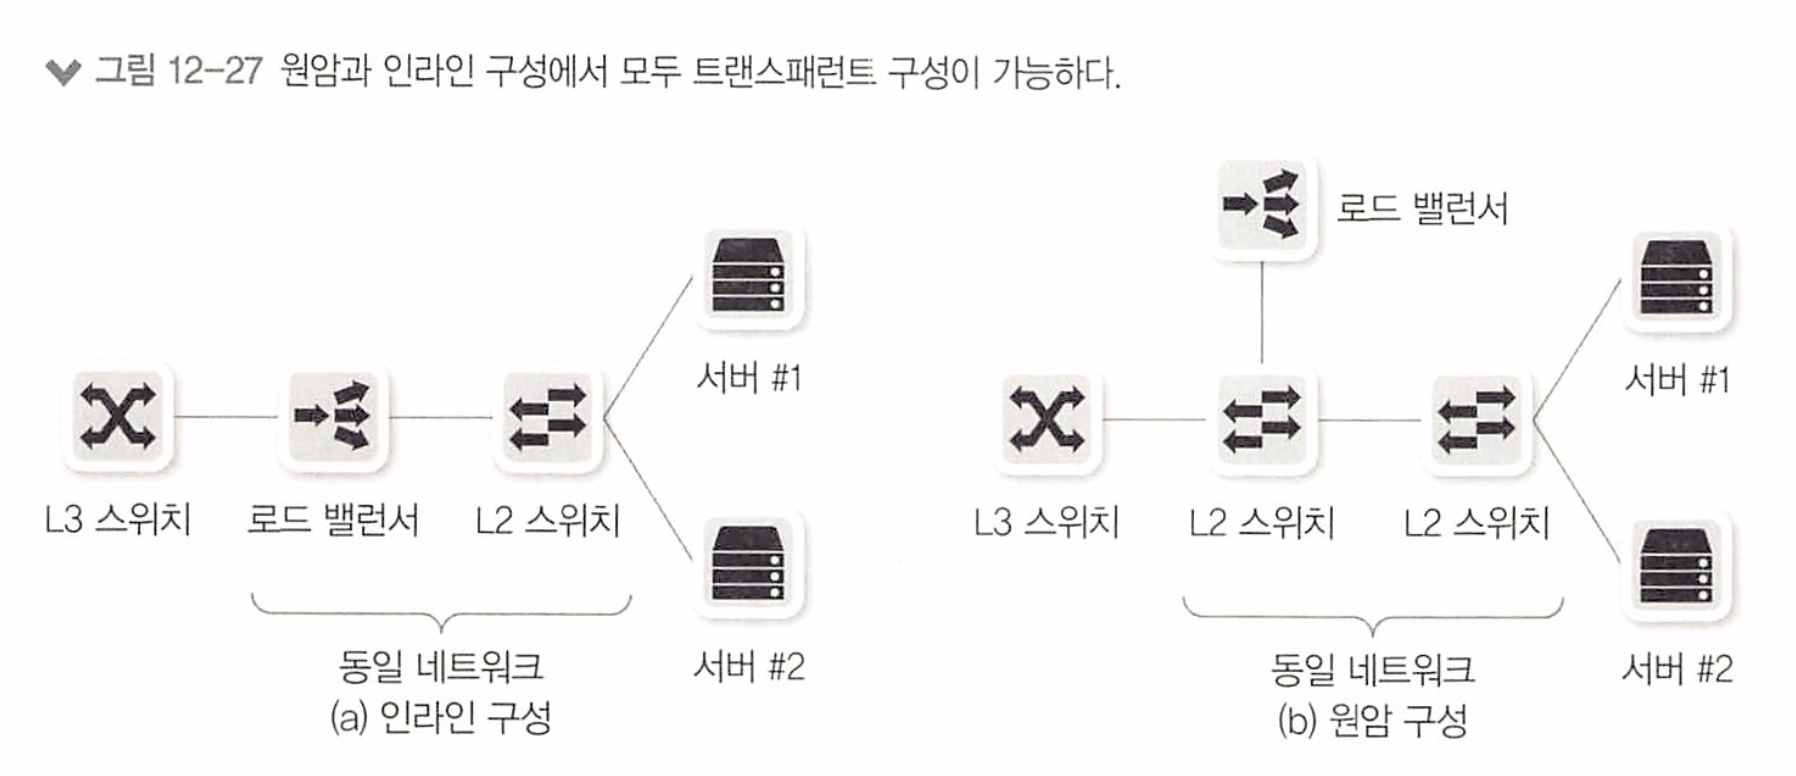 그림 12-27 원암과 인라인 구성에서 모두 트랜스패런트 구성이 가능하다.
L3 스위치
로드 밸런서
L2 스위치
서버 #1
서버 #2
동일 네트워크
(a) 인라인 구성
로드 밸런서
L3 스위치
L2 스위치
L2 스위치
서버 #1
서버 #2
동일 네트워크
(b) 원암 구성